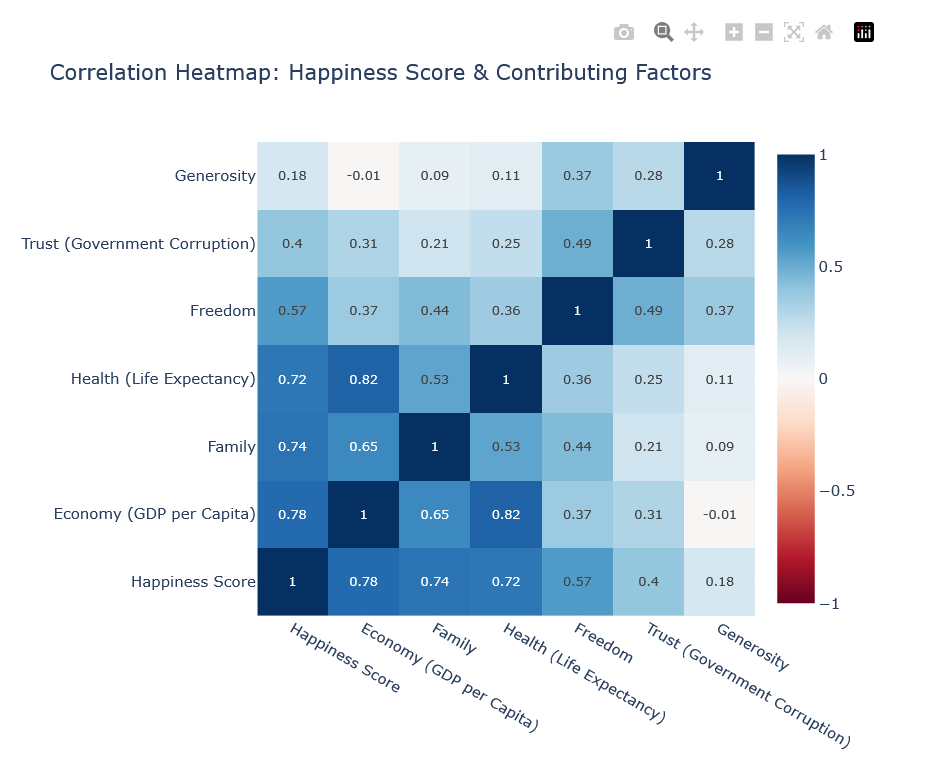 Correlation Heatmap: Happiness Score & Contributing Factors
Generosity 0.18 -0.01 0.09 0.11 0.37 0.28 1
Trust (Government Corruption) 0.4 0.31 0.21 0.25 0.49 1 0.28
Freedom 0.57 0.37 0.44 0.36 1 0.49 0.37
Health (Life Expectancy) 0.72 0.82 0.53 1 0.36 0.25 0.11
Family 0.74 0.65 1 0.53 0.44 0.21 0.09
Economy (GDP per Capita) 0.78 1 0.65 0.82 0.37 0.31 -0.01
Happiness Score 1 0.78 0.74 0.72 0.57 0.4 0.18
Happiness Score
Economy (GDP per Capita)
Family
Health (Life Expectancy)
Freedom
Trust (Government Corruption)
Generosity
1
0.5
0
−0.5
−1